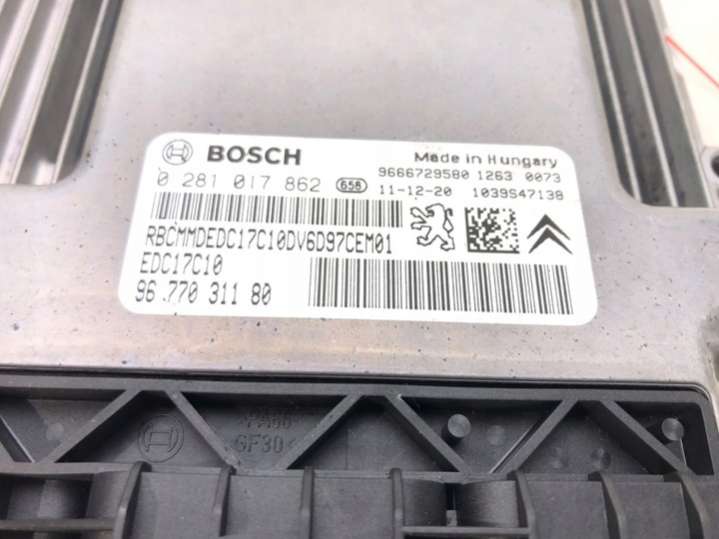 BOSCH
Made in Hungary
9666729580 1263 0073
0 281 017 862 658 11-12-20 1039S47138
RBCMMDEDC17C10DV6D97CEM01
EDC17C10
96.770 311 80
>PA66-
GF30<